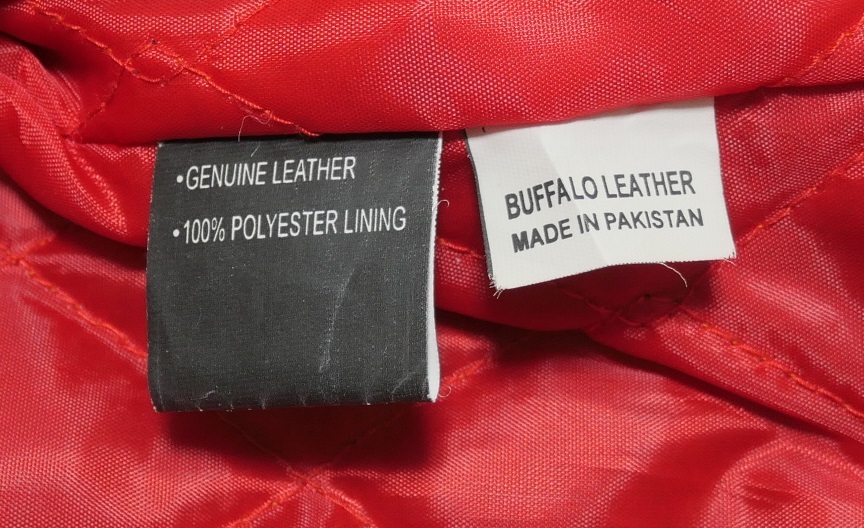 •GENUINE LEATHER
•100% POLYESTER LINING
BUFFALO LEATHER
MADE IN PAKISTAN